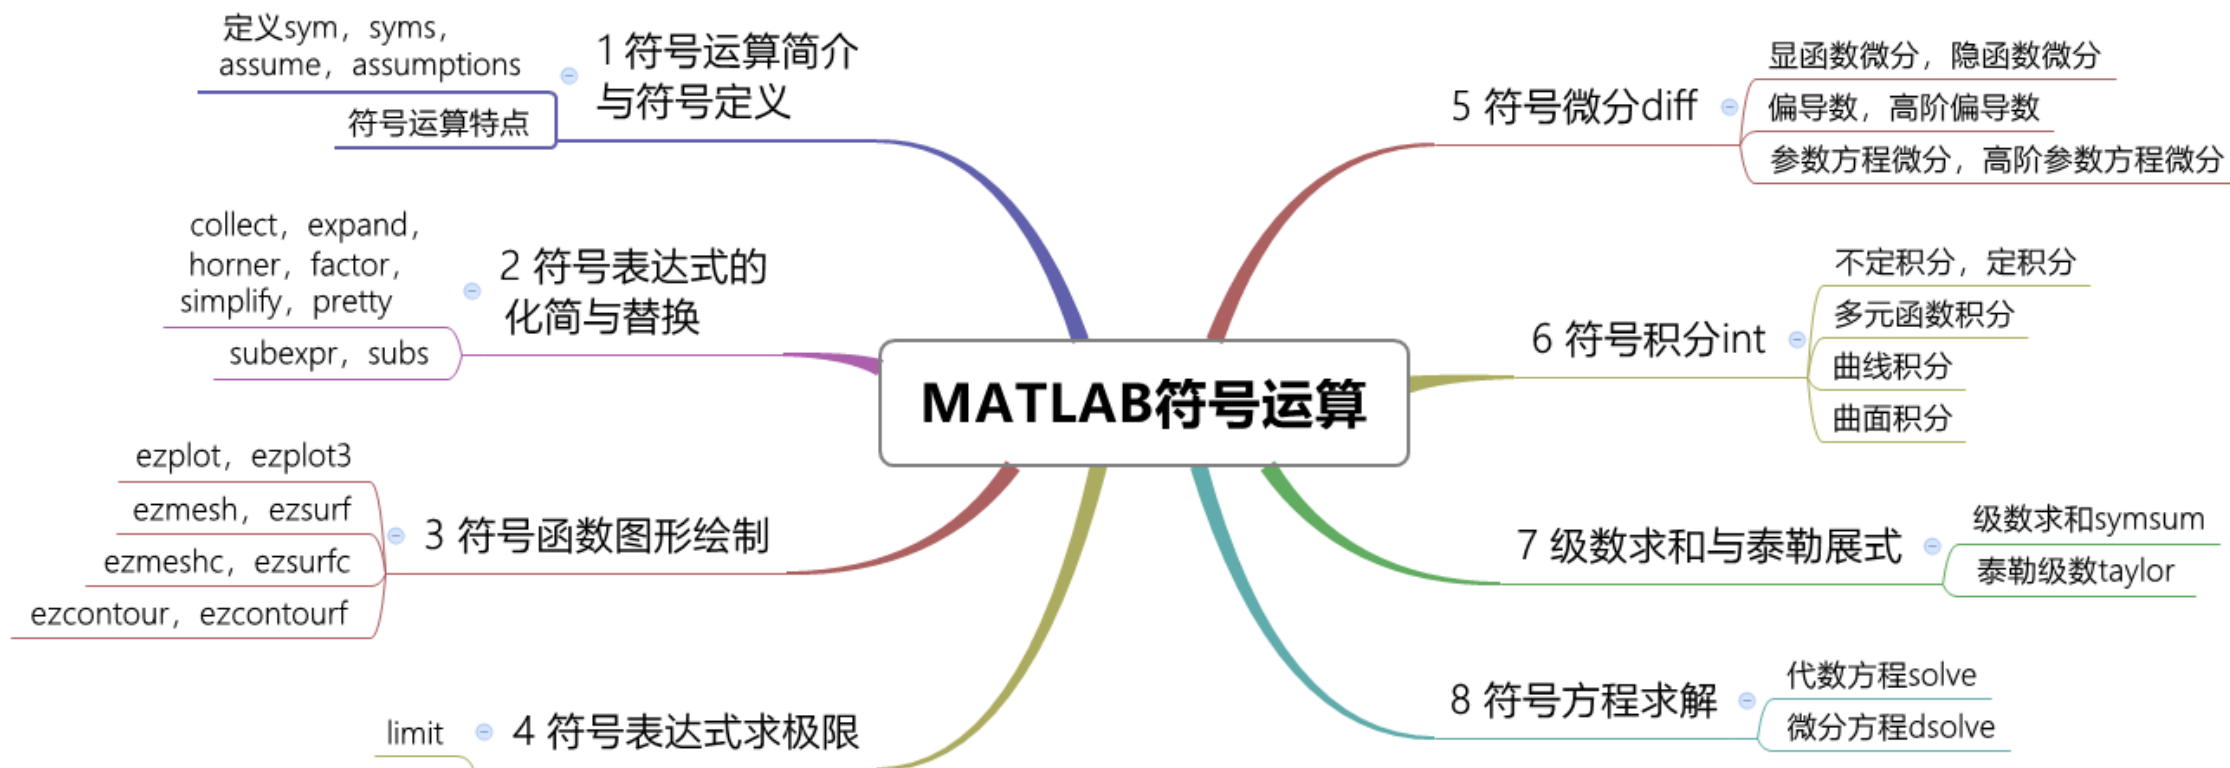 定义sym，syms，
assume，assumptions
符号运算特点
1 符号运算简介
与符号定义
collect，expand，
horner，factor，
simplify，pretty
subexpr，subs
2 符号表达式的
化简与替换
ezplot，ezplot3
ezmesh，ezsurf
ezmeshc，ezsurfc
ezcontour，ezcontourf
3 符号函数图形绘制
limit
4 符号表达式求极限
MATLAB符号运算
5 符号微分diff
显函数微分，隐函数微分
偏导数，高阶偏导数
参数方程微分，高阶参数方程微分
6 符号积分int
不定积分，定积分
多元函数积分
曲线积分
曲面积分
7 级数求和与泰勒展式
级数求和symsum
泰勒级数taylor
8 符号方程求解
代数方程solve
微分方程dsolve